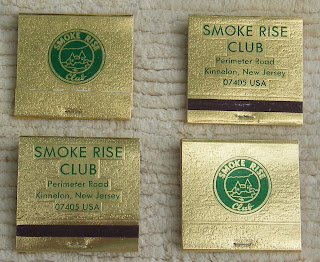 SMOKE RISE
Club
SMOKE RISE
CLUB
Perimeter Road
Kinnelon, New Jersey
07405 USA
SMOKE RISE
CLUB
Perimeter Road
Kinnelon, New Jersey
07405 USA
SMOKE RISE
Club